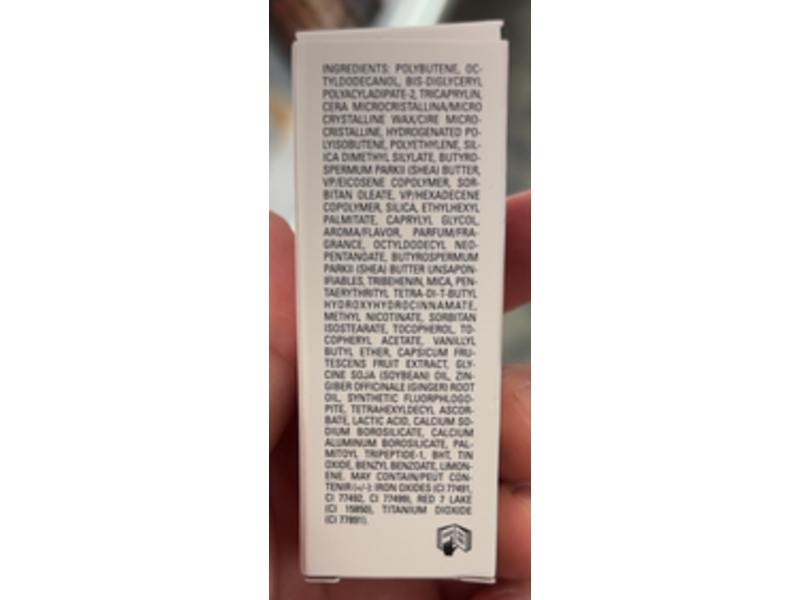 INGREDIENTS: POLYBUTENE, OC-
TYLDODECANOL, BIS-DIGLYCERYL
POLYACYLADIPATE-2, TRICAPRYLIN,
CERA MICROCRISTALLINA/MICRO
CRYSTALLINE WAX/CIRE MICRO-
CRISTALLINE, HYDROGENATED PO-
LYISOBUTENE, POLYETHYLENE, SIL-
ICA DIMETHYL SILYLATE, BUTYRO-
SPERMUM PARKII (SHEA) BUTTER,
VP/EICOSENE COPOLYMER, SOR-
BITAN OLEATE, VP/HEXADECENE
COPOLYMER, SILICA, ETHYLHEXYL
PALMITATE, CAPRYLYL GLYCOL,
AROMA/FLAVOR, PARFUM/FRA-
GRANCE, OCTYLDODECYL NEO-
PENTANOATE, BUTYROSPERMUM
PARKII (SHEA) BUTTER UNSAPON-
IFIABLES, TRIBEHENIN, MICA, PEN-
TAERYTHRITYL TETRA-DI-T-BUTYL
HYDROXYHYDROCINNAMATE,
METHYL NICOTINATE, SORBITAN
ISOSTEARATE, TOCOPHEROL, TO-
COPHERYL ACETATE, VANILLYL
BUTYL ETHER, CAPSICUM FRU-
TESCENS FRUIT EXTRACT, GLY-
CINE SOJA (SOYBEAN) OIL, ZIN-
GIBER OFFICINALE (GINGER) ROOT
OIL, SYNTHETIC FLUORPHLOGO-
PITE, TETRAHEXYLDECYL ASCOR-
BATE, LACTIC ACID, CALCIUM SO-
DIUM BOROSILICATE, CALCIUM
ALUMINUM BOROSILICATE, PAL-
MITOYL TRIPEPTIDE-1, BHT, TIN
OXIDE, BENZYL BENZOATE, LIMON-
ENE. MAY CONTAIN/PEUT CON-
TENIR(+/-): IRON OXIDES (CI 77491,
CI 77492, CI 77499), RED 7 LAKE
(CI 15850), TITANIUM DIOXIDE
(CI 77891).